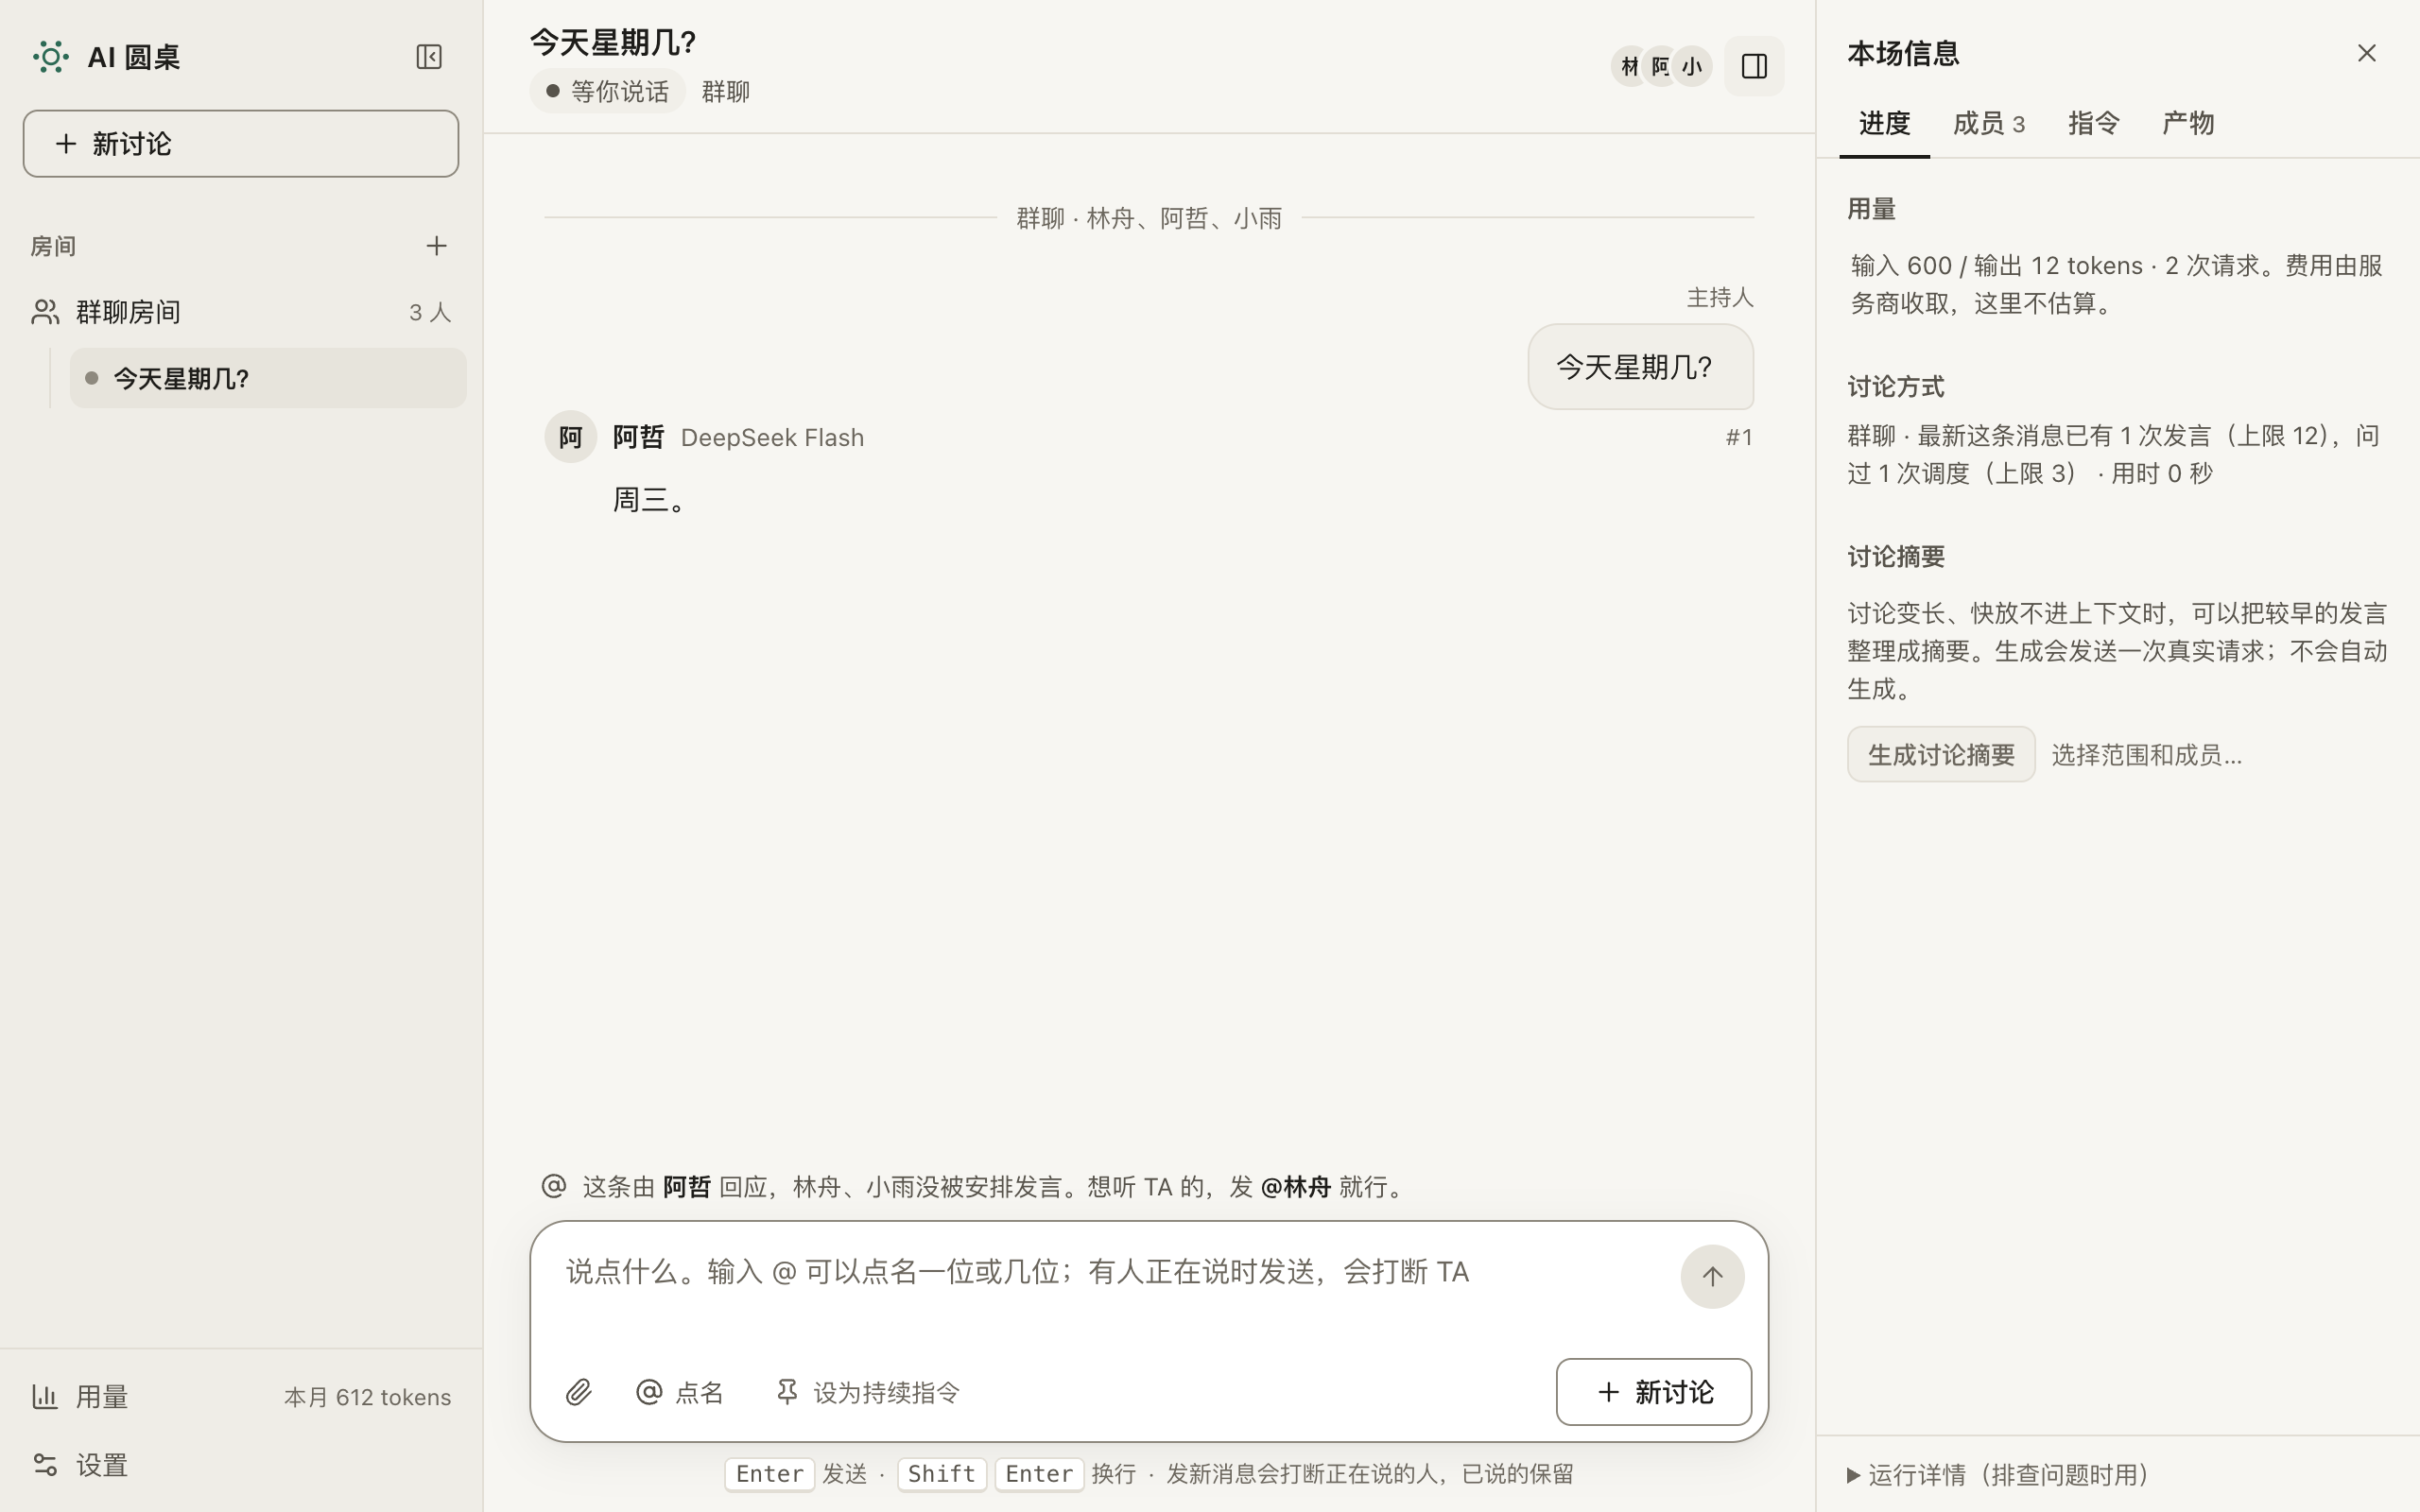 AI 圆桌
新讨论
房间
群聊房间
3 人
今天星期几?
用量
本月 612 tokens
设置
今天星期几?
等你说话
群聊
林
阿
小
群聊 · 林舟、阿哲、小雨
主持人
今天星期几?
阿
阿哲 DeepSeek Flash
#1
周三。
@ 这条由 阿哲 回应，林舟、小雨没被安排发言。想听 TA 的，发 @林舟 就行。
说点什么。输入 @ 可以点名一位或几位；有人正在说时发送，会打断 TA
@ 点名
设为持续指令
新讨论
Enter 发送 · Shift Enter 换行 · 发新消息会打断正在说的人，已说的保留
本场信息
进度
成员 3
指令
产物
用量
输入 600 / 输出 12 tokens · 2 次请求。费用由服
务商收取，这里不估算。
讨论方式
群聊 · 最新这条消息已有 1 次发言（上限 12），问
过 1 次调度（上限 3） · 用时 0 秒
讨论摘要
讨论变长、快放不进上下文时，可以把较早的发言
整理成摘要。生成会发送一次真实请求；不会自动
生成。
生成讨论摘要
选择范围和成员…
运行详情（排查问题时用）